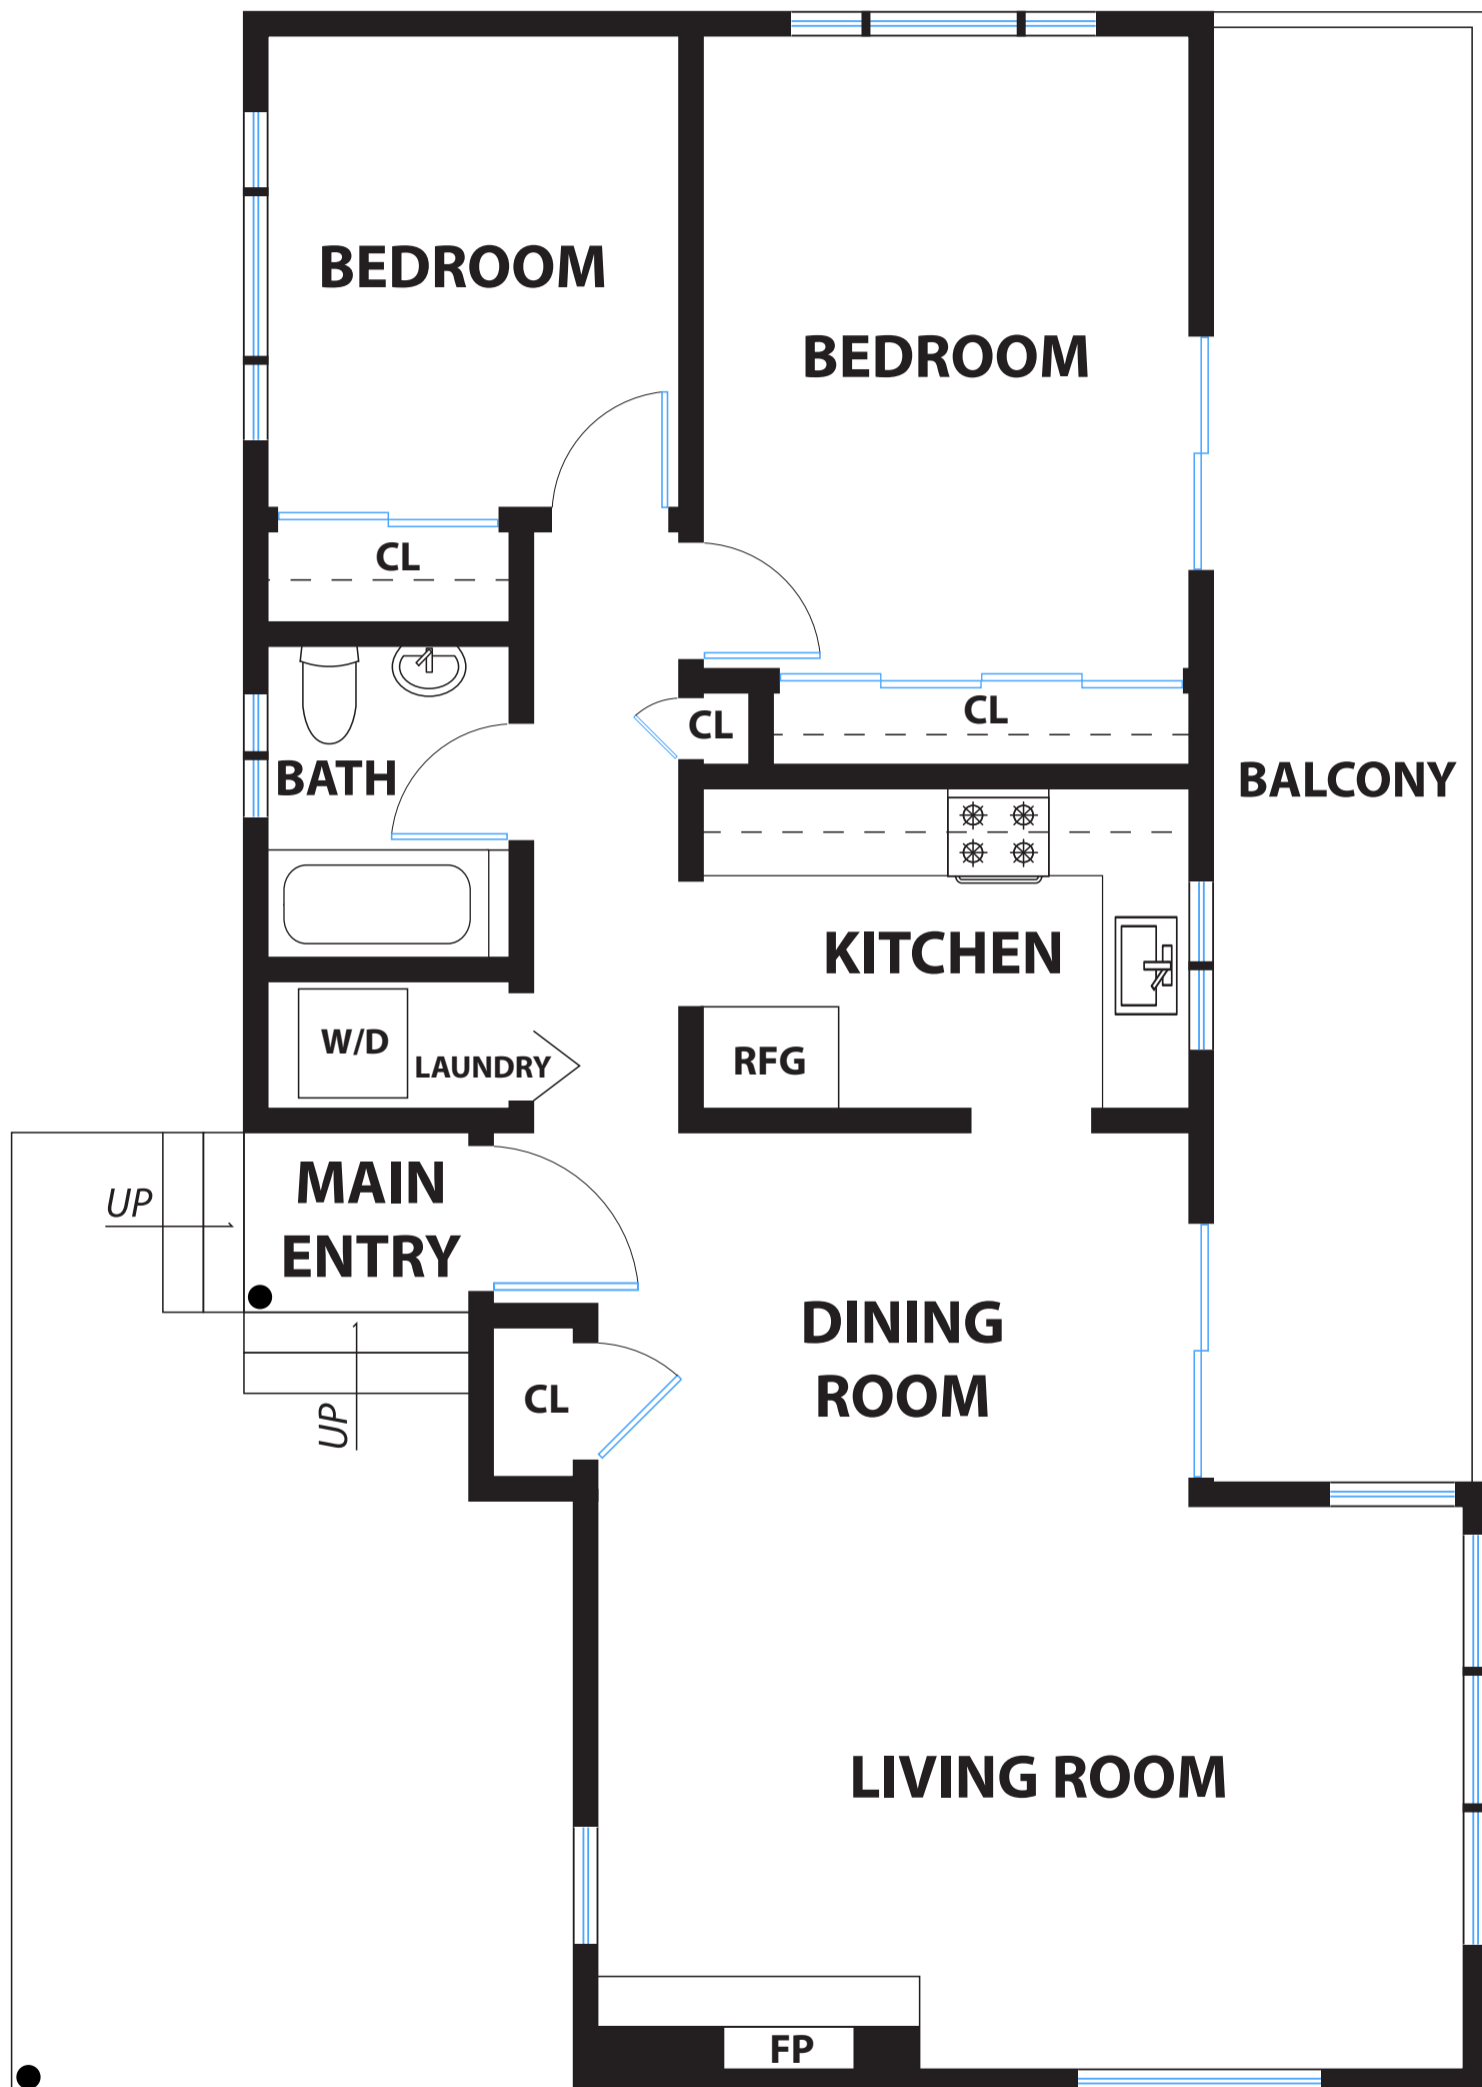 BEDROOM
BEDROOM
CL
CL
CL
BATH
BALCONY
KITCHEN
W/D
LAUNDRY
RFG
MAIN
ENTRY
UP
UP
DINING
ROOM
CL
LIVING ROOM
FP